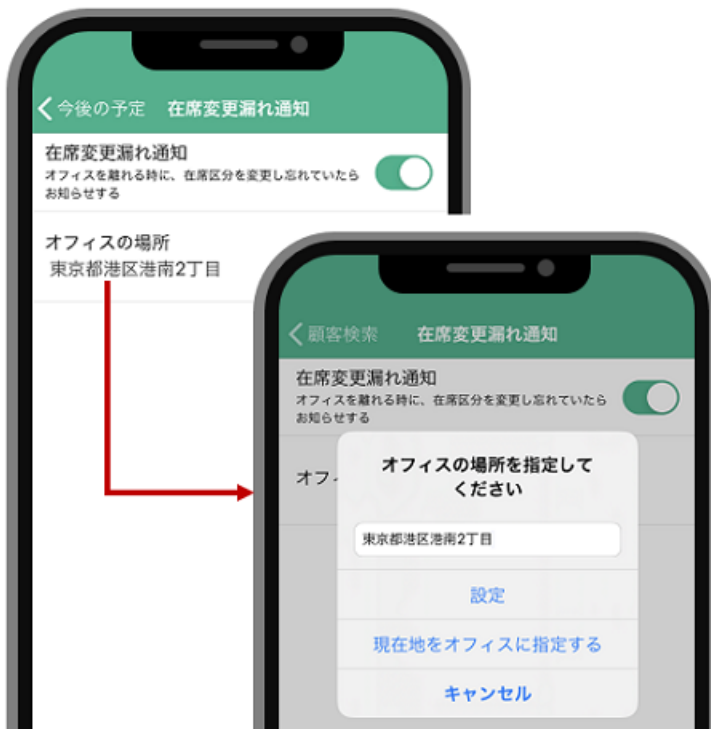 今後の予定 在席変更漏れ通知
在席変更漏れ通知
オフィスを離れる時に、在席区分を変更し忘れていたら
お知らせする
オフィスの場所
東京都港区港南2丁目
顧客検索 在席変更漏れ通知
在席変更漏れ通知
オフィスを離れる時に、在席区分を変更し忘れていたら
お知らせする
オフ
オフィスの場所を指定して
ください
東京都港区港南2丁目
設定
現在地をオフィスに指定する
キャンセル